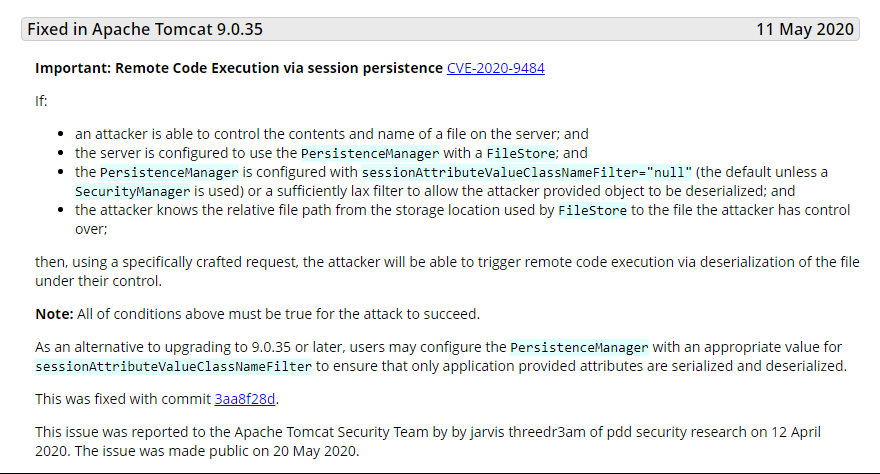 Fixed in Apache Tomcat 9.0.35 11 May 2020
Important: Remote Code Execution via session persistence CVE-2020-9484
If:
• an attacker is able to control the contents and name of a file on the server; and
• the server is configured to use the PersistenceManager with a FileStore; and
• the PersistenceManager is configured with sessionAttributeValueClassNameFilter="null" (the default unless a
SecurityManager is used) or a sufficiently lax filter to allow the attacker provided object to be deserialized; and
• the attacker knows the relative file path from the storage location used by FileStore to the file the attacker has control
over;
then, using a specifically crafted request, the attacker will be able to trigger remote code execution via deserialization of the file
under their control.
Note: All of conditions above must be true for the attack to succeed.
As an alternative to upgrading to 9.0.35 or later, users may configure the PersistenceManager with an appropriate value for
sessionAttributeValueClassNameFilter to ensure that only application provided attributes are serialized and deserialized.
This was fixed with commit 3aa8f28d.
This issue was reported to the Apache Tomcat Security Team by by jarvis threedr3am of pdd security research on 12 April
2020. The issue was made public on 20 May 2020.